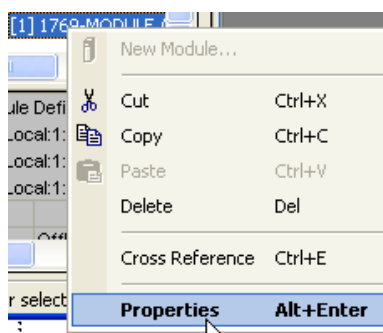 [1] 1769-MODULE
New Module...
ule Defi
Cut Ctrl+X
Local:1:
Copy Ctrl+C
Local:1:
Paste Ctrl+V
Local:1:
Delete Del
Cross Reference Ctrl+E
r select
Properties Alt+Enter